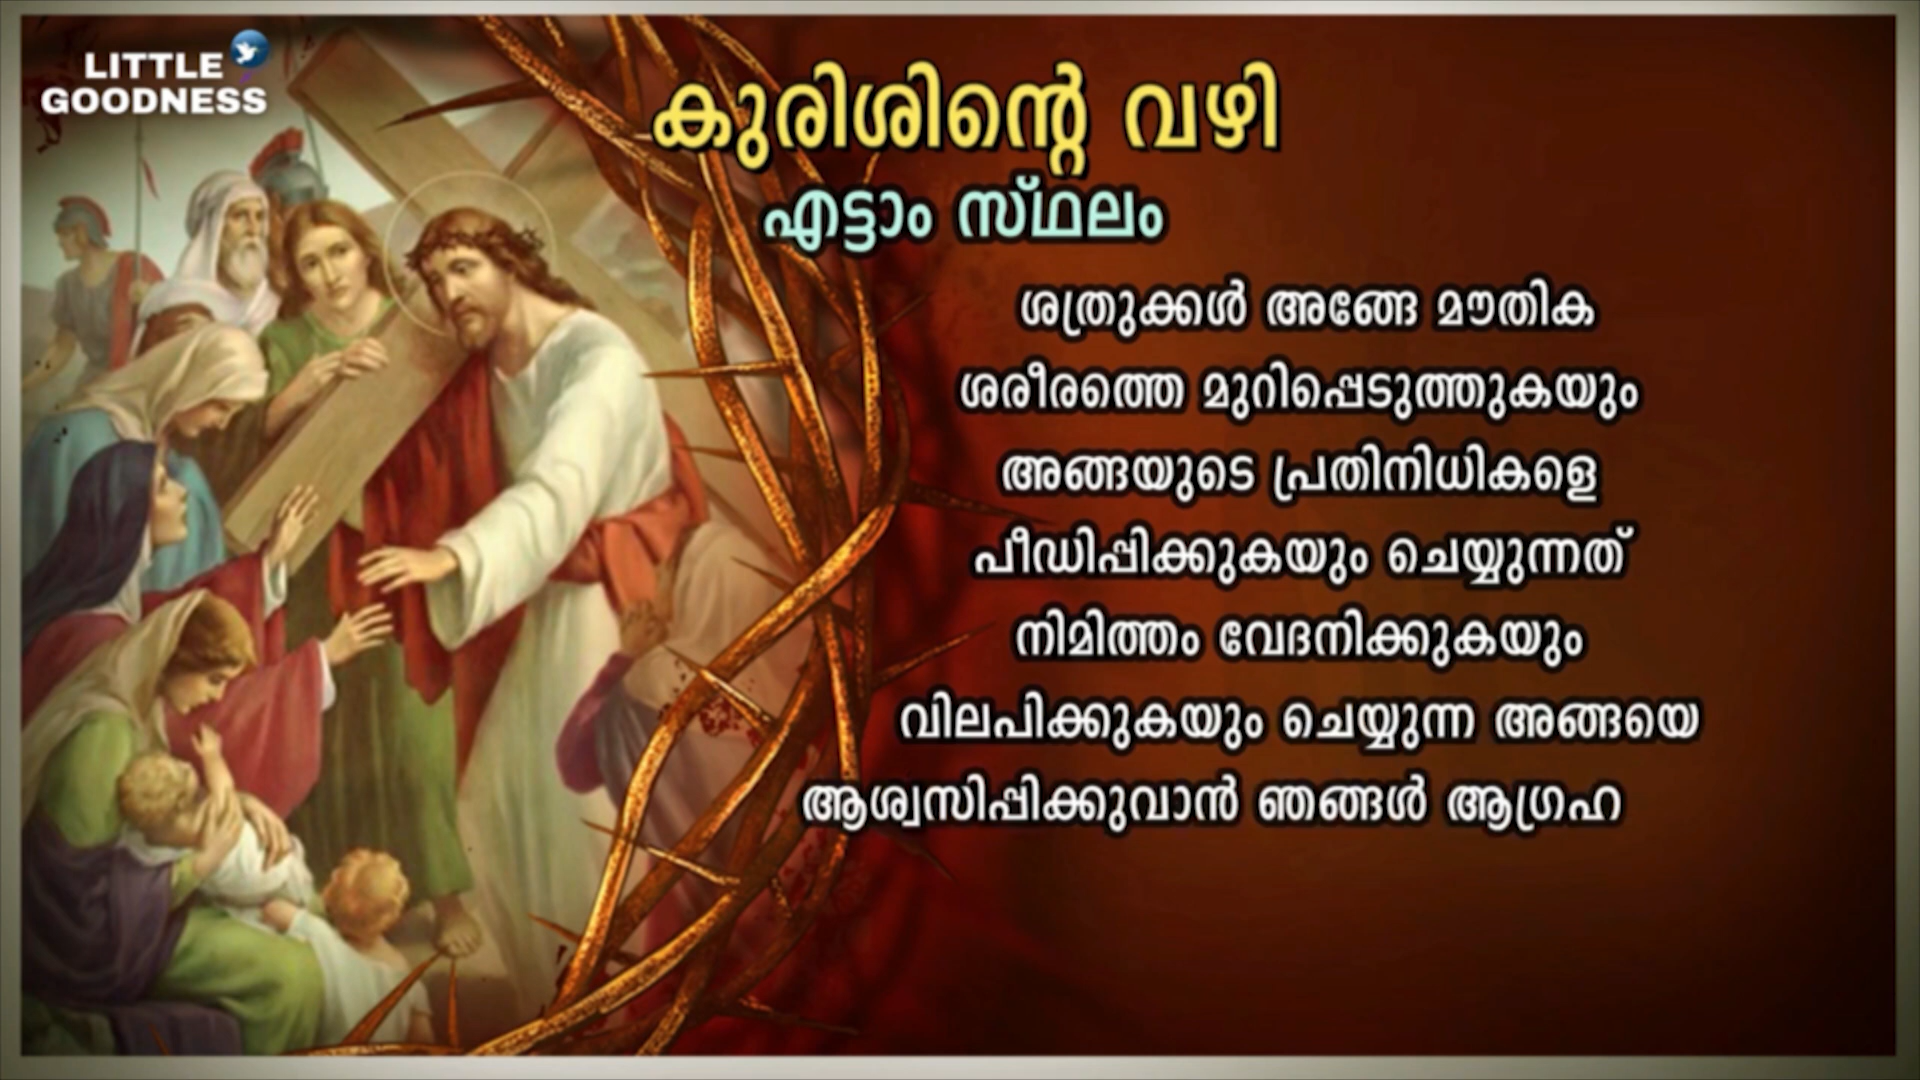 LITTLE
GOODNESS
കുരിശിന്റെ വഴി
എട്ടാം സ്ഥലം
ശത്രുക്കൾ അങ്ങേ മൗതിക
ശരീരത്തെ മുറിപ്പെടുത്തുകയും
അങ്ങയുടെ പ്രതിനിധികളെ
പീഡിപ്പിക്കുകയും ചെയ്യുന്നത്
നിമിത്തം വേദനിക്കുകയും
വിലപിക്കുകയും ചെയ്യുന്ന അങ്ങയെ
ആശ്വസിപ്പിക്കുവാൻ ഞങ്ങൾ ആഗ്രഹ